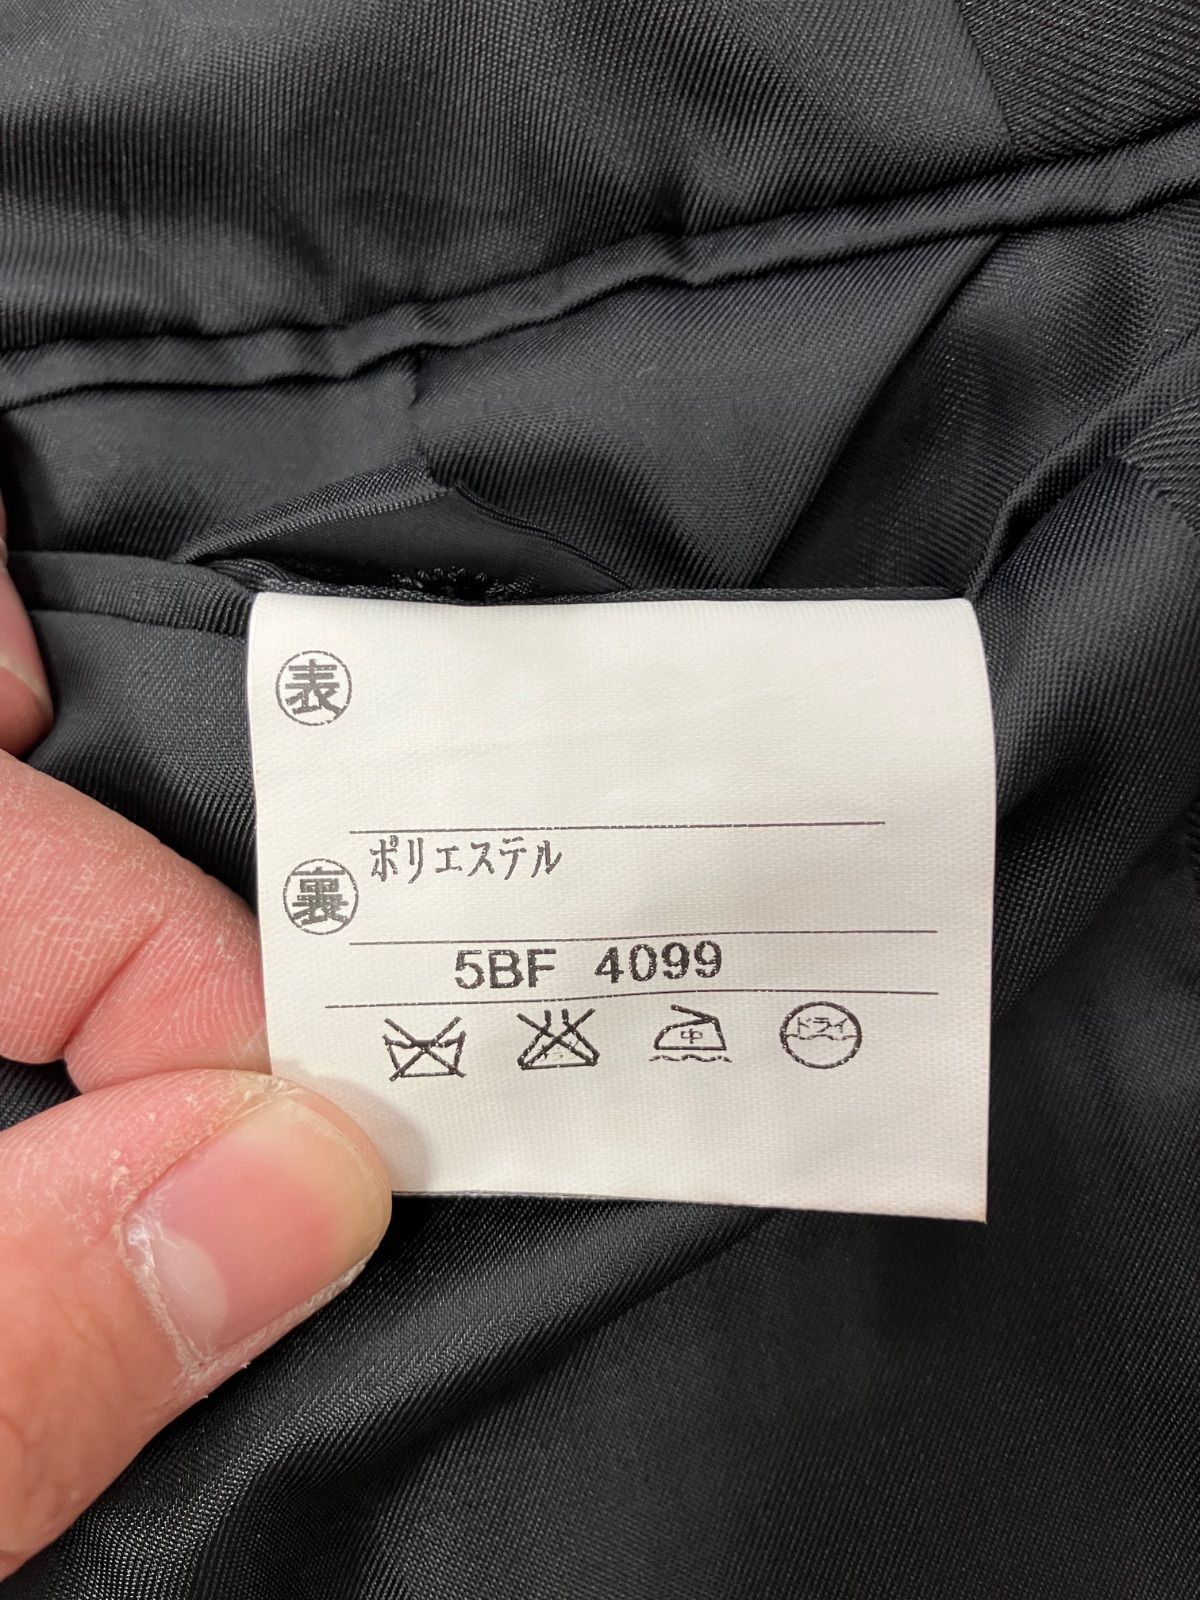 表
ポリエステル
裏
5BF 4099
中 ドライ